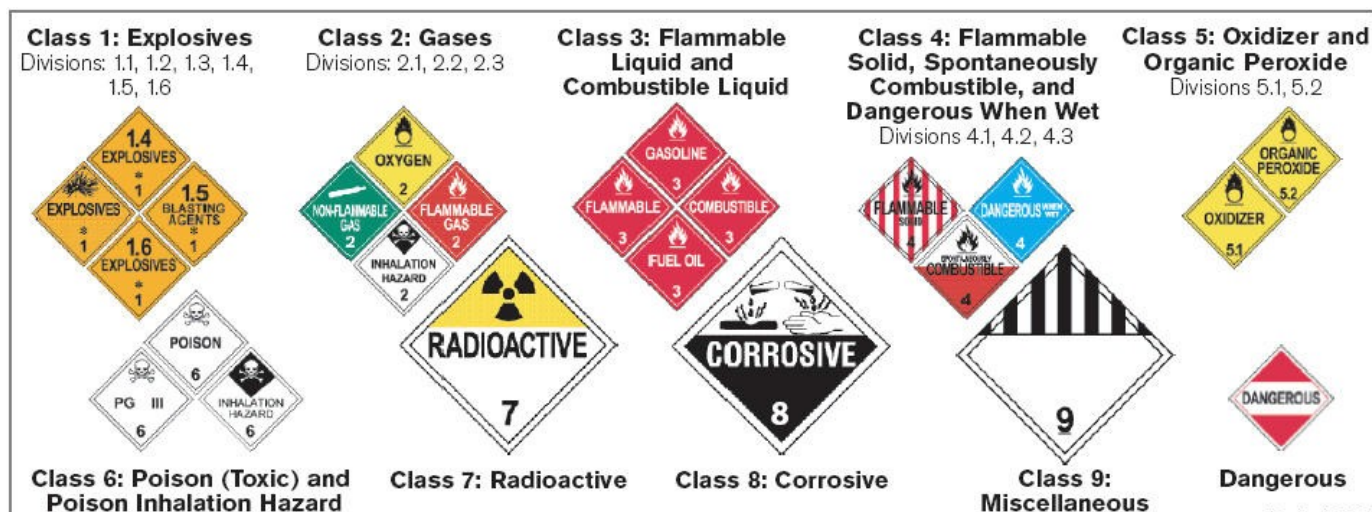 Class 1: Explosives
Divisions: 1.1, 1.2, 1.3, 1.4,
1.5, 1.6
1.4
EXPLOSIVES
*
1
EXPLOSIVES
*
1
1.5
BLASTING
AGENTS
*
1
1.6
EXPLOSIVES
*
1
Class 2: Gases
Divisions: 2.1, 2.2, 2.3
OXYGEN
2
NON-FLAMMABLE
GAS
2
FLAMMABLE
GAS
2
INHALATION
HAZARD
2
Class 3: Flammable
Liquid and
Combustible Liquid
GASOLINE
3
FLAMMABLE
3
COMBUSTIBLE
3
FUEL OIL
3
Class 4: Flammable
Solid, Spontaneously
Combustible, and
Dangerous When Wet
Divisions 4.1, 4.2, 4.3
FLAMMABLE
SOLID
4
DANGEROUS WHEN WET
4
SPONTANEOUSLY
COMBUSTIBLE
4
Class 5: Oxidizer and
Organic Peroxide
Divisions 5.1, 5.2
ORGANIC
PEROXIDE
5.2
OXIDIZER
5.1
POISON
6
PG III
6
INHALATION
HAZARD
6
Class 6: Poison (Toxic) and
Poison Inhalation Hazard
RADIOACTIVE
7
Class 7: Radioactive
CORROSIVE
8
Class 8: Corrosive
9
Class 9:
Miscellaneous
DANGEROUS
Dangerous